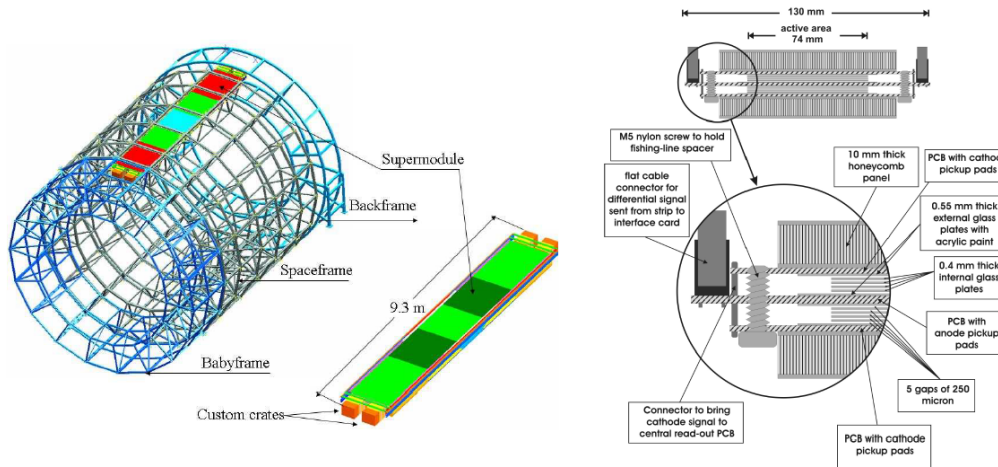 Supermodule
Backframe
Spaceframe
9.3 m
Babyframe
Custom crates
130 mm
active area
74 mm
M5 nylon screw to hold
fishing-line spacer
flat cable
connector for
differential signal
sent from strip to
interface card
10 mm thick
honeycomb
panel
PCB with cathod
pickup pads
0.55 mm thick
external glass
plates with
acrylic paint
0.4 mm thick
internal glass
plates
PCB with
anode pickup
pads
5 gaps of 250
micron
Connector to bring
cathode signal to
central read-out PCB
PCB with cathode
pickup pads